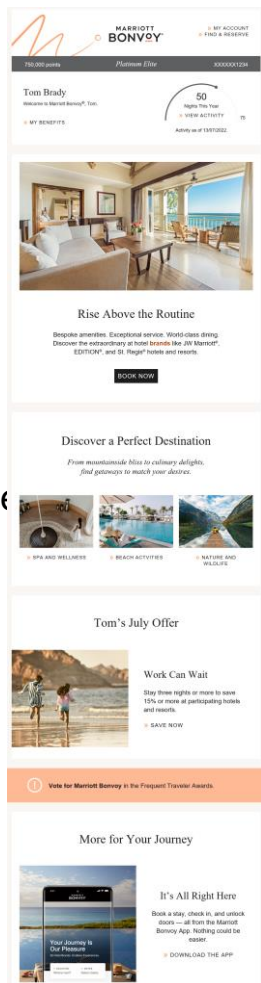 MARRIOTT
BONVOY
MY ACCOUNT
FIND & RESERVE
750,000 points
Platinum Elite
XXXXXX1234
Tom Brady
Welcome to Marriott Bonvoy®, Tom.
MY BENEFITS
50
Nights This Year
VIEW ACTIVITY
75
Activity as of 13/07/2022
Rise Above the Routine
Bespoke amenities. Exceptional service. World-class dining.
Discover the extraordinary at hotel brands like JW Marriott®,
EDITION®, and St. Regis® hotels and resorts.
BOOK NOW
Discover a Perfect Destination
From mountainside bliss to culinary delights,
find getaways to match your desires.
e
SPA AND WELLNESS
BEACH ACTVITIES
NATURE AND
WILDLIFE
Tom's July Offer
Work Can Wait
Stay three nights or more to save
15% or more at participating hotels
and resorts.
SAVE NOW
Vote for Marriott Bonvoy in the Frequent Traveler Awards.
More for Your Journey
Your Journey Is
Our Pleasure
It's All Right Here
Book a stay, check in, and unlock
doors — all from the Marriott
Bonvoy App. Nothing could be
easier.
DOWNLOAD THE APP